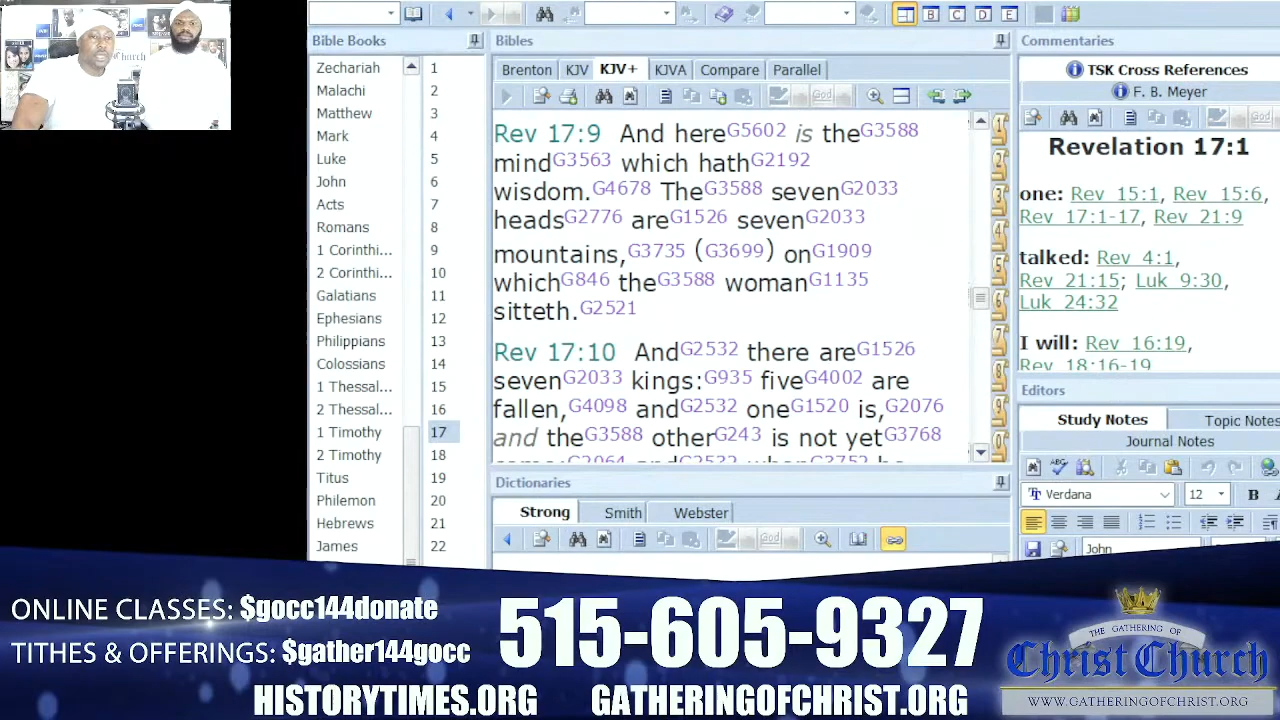 Bible Books
Zechariah
Malachi
Matthew
Mark
Luke
John
Acts
Romans
1 Corinthi...
2 Corinthi...
Galatians
Ephesians
Philippians
Colossians
1 Thessal...
2 Thessal...
1 Timothy
2 Timothy
Titus
Philemon
Hebrews
James
1
2
3
4
5
6
7
8
9
10
11
12
13
14
15
16
17
18
19
20
21
22
B C D E
Bibles
Brenton KJV KJV+ KJVA Compare Parallel
God
Rev 17:9 And hereG5602 is theG3588
mindG3563 which hathG2192
wisdom.G4678 TheG3588 sevenG2033
headsG2776 areG1526 sevenG2033
mountains,G3735 (G3699) onG1909
whichG846 theG3588 womanG1135
sitteth.G2521
Rev 17:10 AndG2532 there areG1526
sevenG2033 kings:G935 fiveG4002 are
fallen,G4098 andG2532 oneG1520 is,G2076
and theG3588 otherG243 is not yetG3768
Dictionaries
Strong Smith Webster
God
Commentaries
TSK Cross References
F. B. Meyer
God
Revelation 17:1
one: Rev 15:1, Rev 15:6,
Rev 17:1-17, Rev 21:9
talked: Rev 4:1,
Rev 21:15; Luk 9:30,
Luk 24:32
I will: Rev 16:19,
Rev 18:16-19
Editors
Study Notes Topic Notes
Journal Notes
Verdana 12 B
John
ONLINE CLASSES: $gocc144donate
TITHES & OFFERINGS: $gather144gocc
515-605-9327
HISTORYTIMES.ORG GATHERINGOFCHRIST.ORG
THE GATHERING OF
Christ Church
WWW.GATHERINGOFCHRIST.ORG